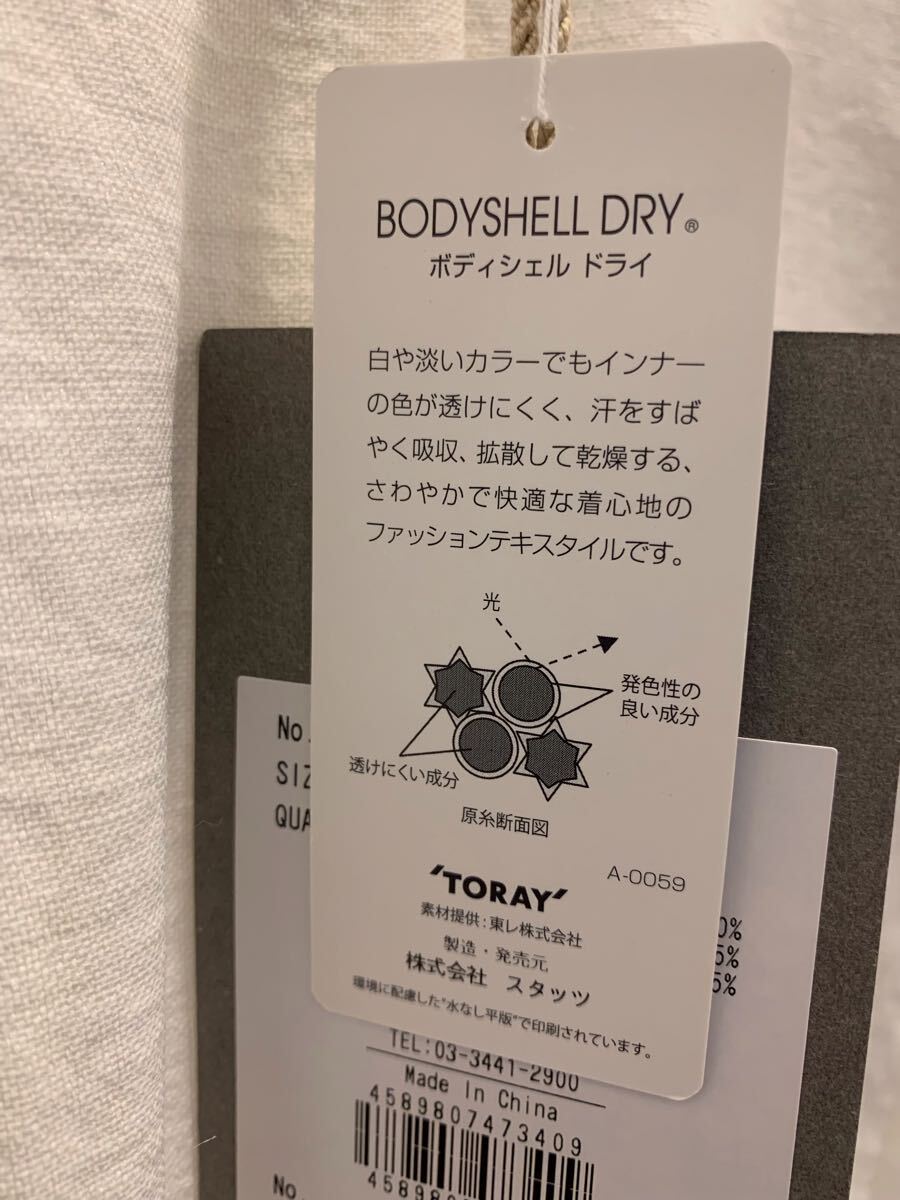 BODYSHELL DRY®
ボディシェル ドライ
白や淡いカラーでもインナー
の色が透けにくく、汗をすば
やく吸収、拡散して乾燥する、
さわやかで快適な着心地の
ファッションテキスタイルです。
光
発色性の
良い成分
透けにくい成分
原糸断面図
A-0059
'TORAY'
素材提供:東レ株式会社
製造・発売元
株式会社 スタッツ
環境に配慮した"水なし平版"で印刷されています。
No.
SIZ
QUA
0%
5%
5%
TEL:03-3441-2900
Made In China
4589807473409
458980
No.